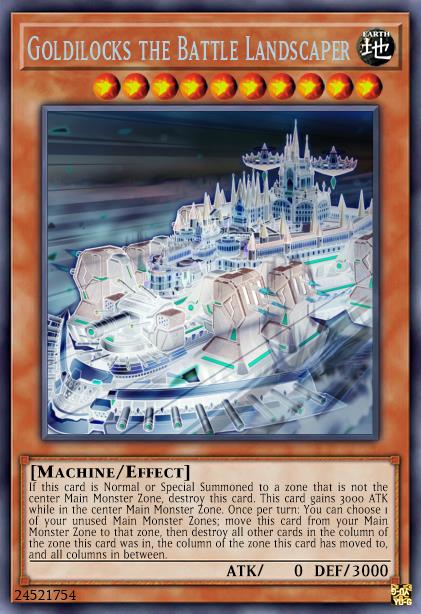 GOLDILOCKS THE BATTLE LANDSCAPER
EARTH
地
[MACHINE/EFFECT]
If this card is Normal or Special Summoned to a zone that is not the
center Main Monster Zone, destroy this card. This card gains 3000 ATK
while in the center Main Monster Zone. Once per turn: You can choose 1
of your unused Main Monster Zones; move this card from your Main
Monster Zone to that zone, then destroy all other cards in the column of
the zone this card was in, the column of the zone this card has moved to,
and all columns in between.
ATK/ 0 DEF/3000
24521754